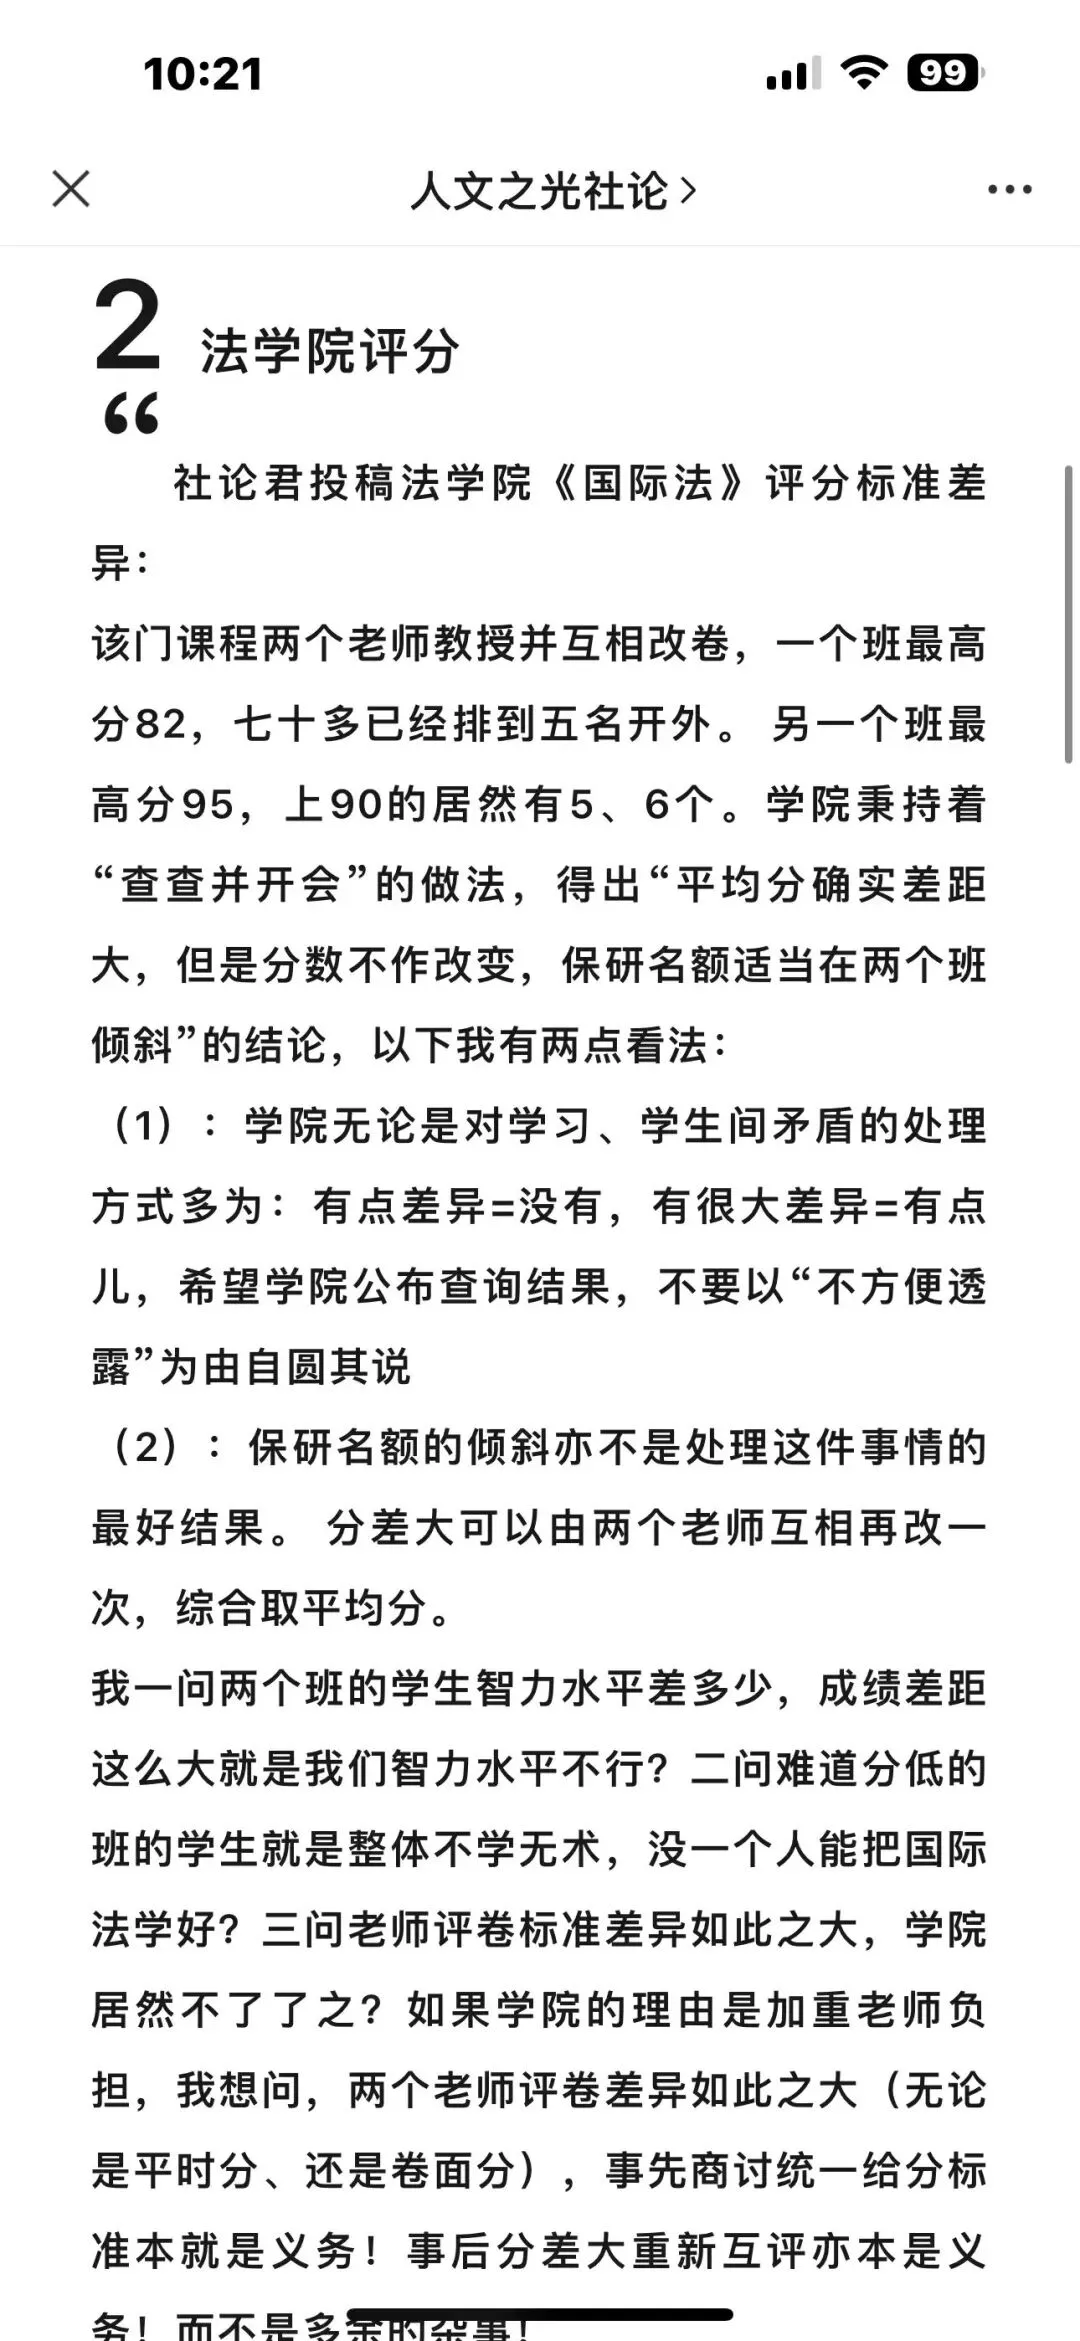 10:21
99
人文之光社论
2 法学院评分
“
社论君投稿法学院《国际法》评分标准差
异：
该门课程两个老师教授并互相改卷，一个班最高
分82，七十多已经排到五名开外。 另一个班最
高分95，上90的居然有5、6个。学院秉持着
“查查并开会”的做法，得出“平均分确实差距
大，但是分数不作改变，保研名额适当在两个班
倾斜”的结论，以下我有两点看法：
（1）：学院无论是对学习、学生间矛盾的处理
方式多为：有点差异=没有，有很大差异=有点
儿，希望学院公布查询结果，不要以“不方便透
露”为由自圆其说
（2）：保研名额的倾斜亦不是处理这件事情的
最好结果。 分差大可以由两个老师互相再改一
次，综合取平均分。
我一问两个班的学生智力水平差多少，成绩差距
这么大就是我们智力水平不行？二问难道分低的
班的学生就是整体不学无术，没一个人能把国际
法学好？三问老师评卷标准差异如此之大，学院
居然不了了之？如果学院的理由是加重老师负
担，我想问，两个老师评卷差异如此之大（无论
是平时分、还是卷面分），事先商讨统一给分标
准本就是义务！事后分差大重新互评亦本是义
务！而不是多余的杂事！